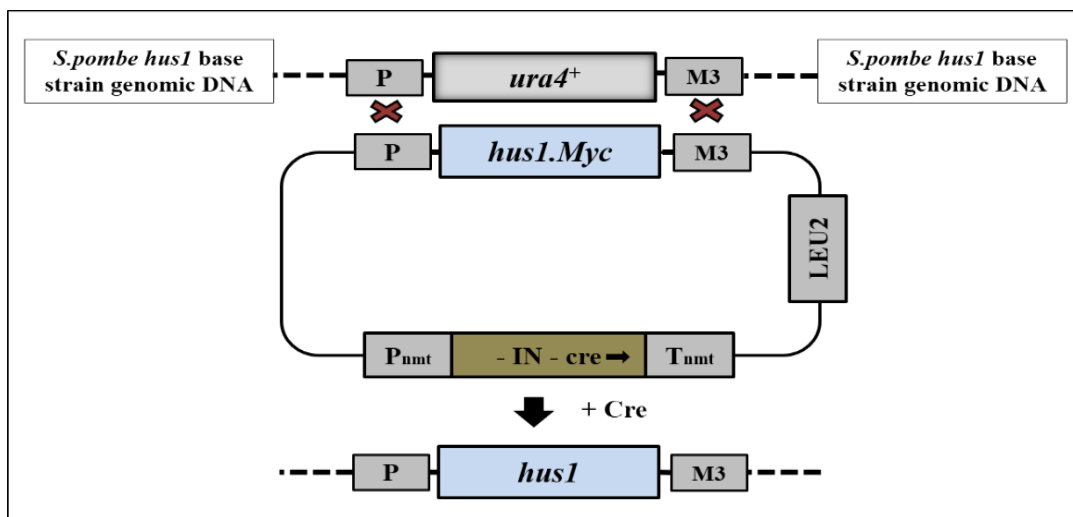 S.pombe hus1 base
strain genomic DNA
P
ura4⁺
M3
S.pombe hus1 base
strain genomic DNA
P
hus1.Myc
M3
LEU2
Pnmt
- IN - cre →
Tnmt
+ Cre
P
hus1
M3